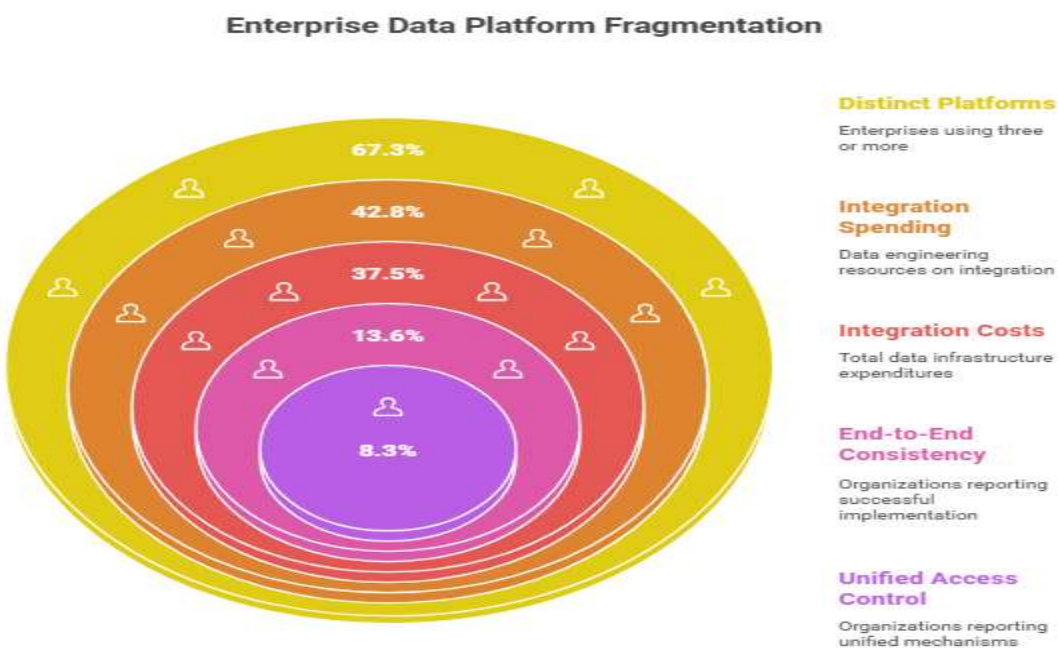 Enterprise Data Platform Fragmentation
67.3%
42.8%
37.5%
13.6%
8.3%
Distinct Platforms
Enterprises using three
or more
Integration
Spending
Data engineering
resources on integration
Integration Costs
Total data infrastructure
expenditures
End-to-End
Consistency
Organizations reporting
successful
implementation
Unified Access
Control
Organizations reporting
unified mechanisms